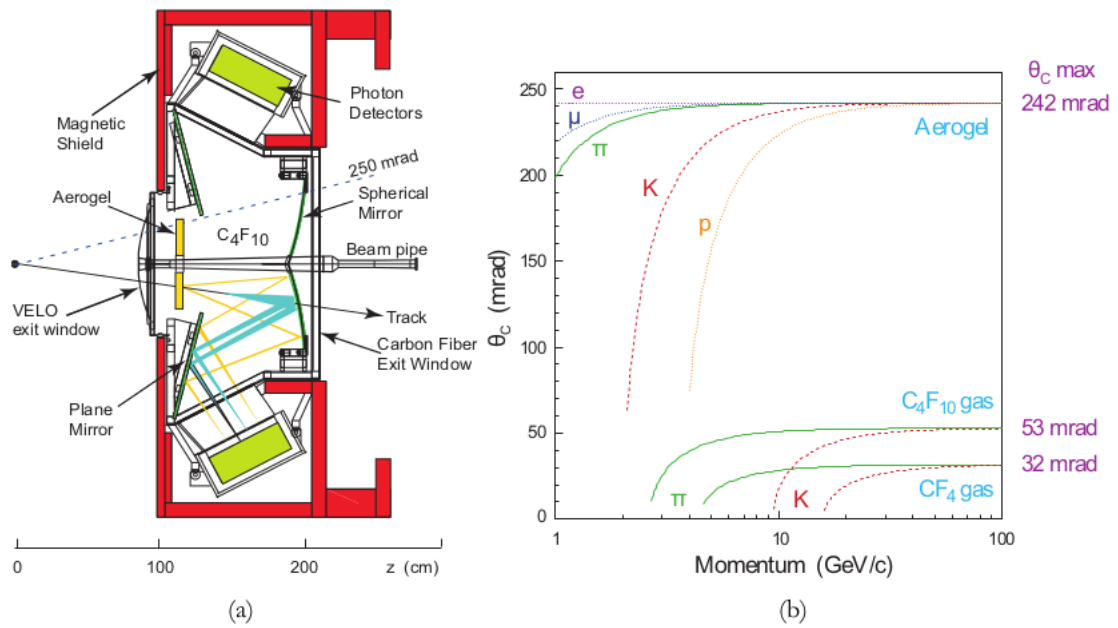 Magnetic
Shield
Photon
Detectors
250 mrad
Aerogel
C₄F₁₀
Spherical
Mirror
Beam pipe
VELO
exit window
Track
Carbon Fiber
Exit Window
Plane
Mirror
0
100
200
z (cm)
(a)
θ_C (mrad)
250
200
150
100
50
0
e
μ
π
K
p
Aerogel
θ_C max
242 mrad
C₄F₁₀ gas
53 mrad
32 mrad
CF₄ gas
π
K
1
10
100
Momentum (GeV/c)
(b)